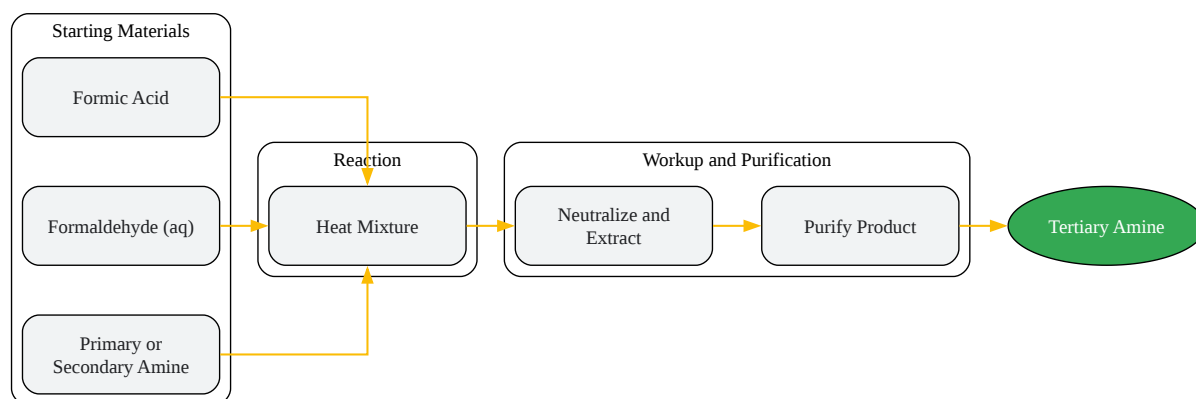 Starting Materials
Formic Acid
Formaldehyde (aq)
Primary or
Secondary Amine
Reaction
Heat Mixture
Workup and Purification
Neutralize and
Extract
Purify Product
Tertiary Amine